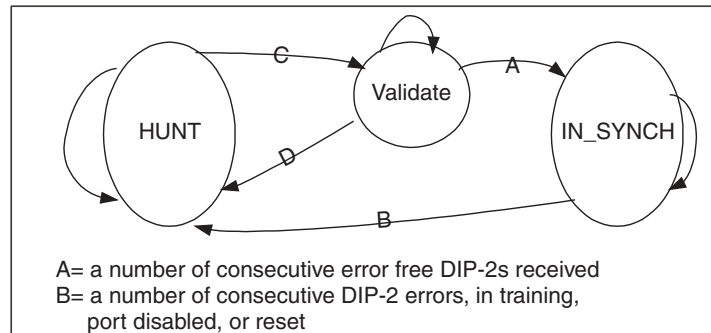 C
Validate
A
HUNT
IN_SYNCH
D
B
A= a number of consecutive error free DIP-2s received
B= a number of consecutive DIP-2 errors, in training,
port disabled, or reset